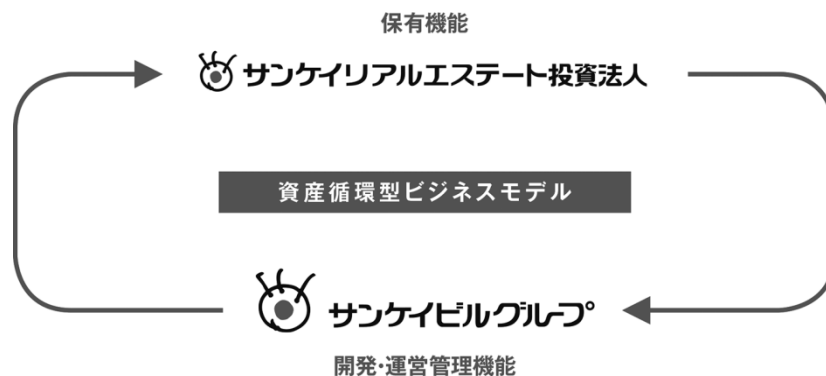 保有機能
サンケイリアルエステート投資法人
資産循環型ビジネスモデル
サンケイビルグループ
開発・運営管理機能